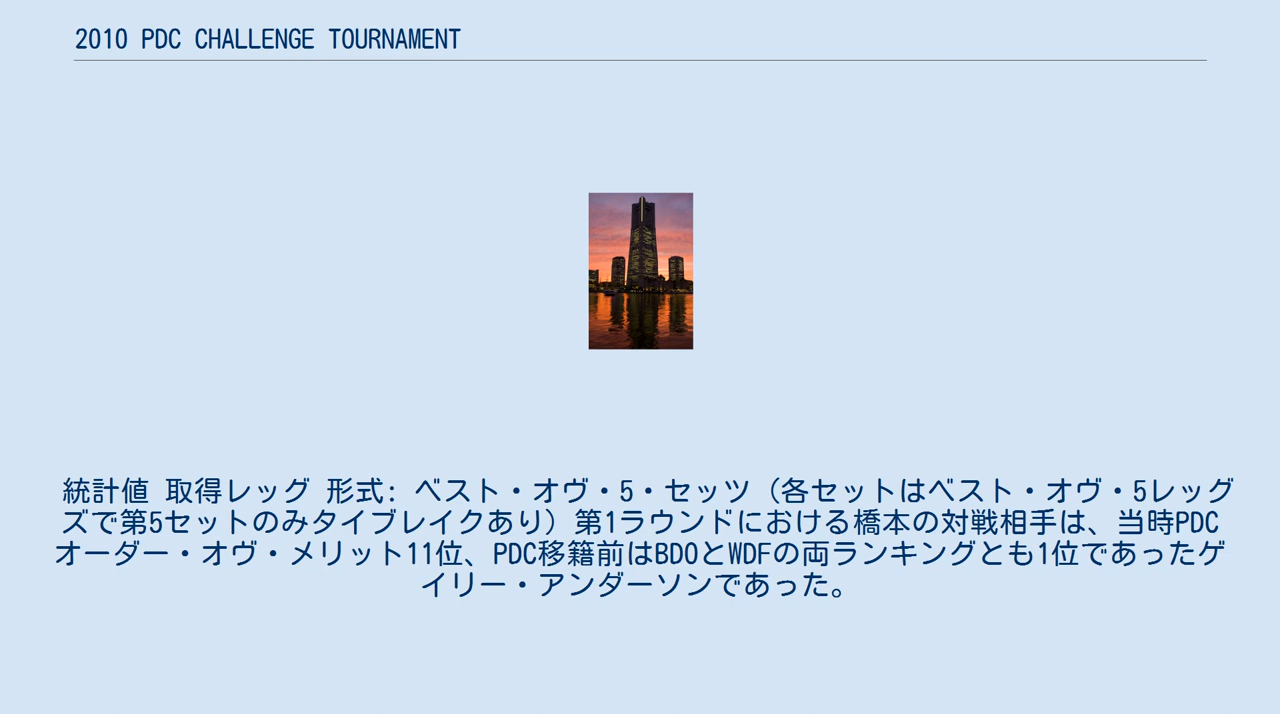 2010 PDC CHALLENGE TOURNAMENT
統計値 取得レッグ 形式: ベスト・オヴ・5・セッツ（各セットはベスト・オヴ・5レッグ
ズで第5セットのみタイブレイクあり）第1ラウンドにおける橋本の対戦相手は、当時PDC
オーダー・オヴ・メリット11位、PDC移籍前はBDOとWDFの両ランキングとも1位であったゲ
イリー・アンダーソンであった。